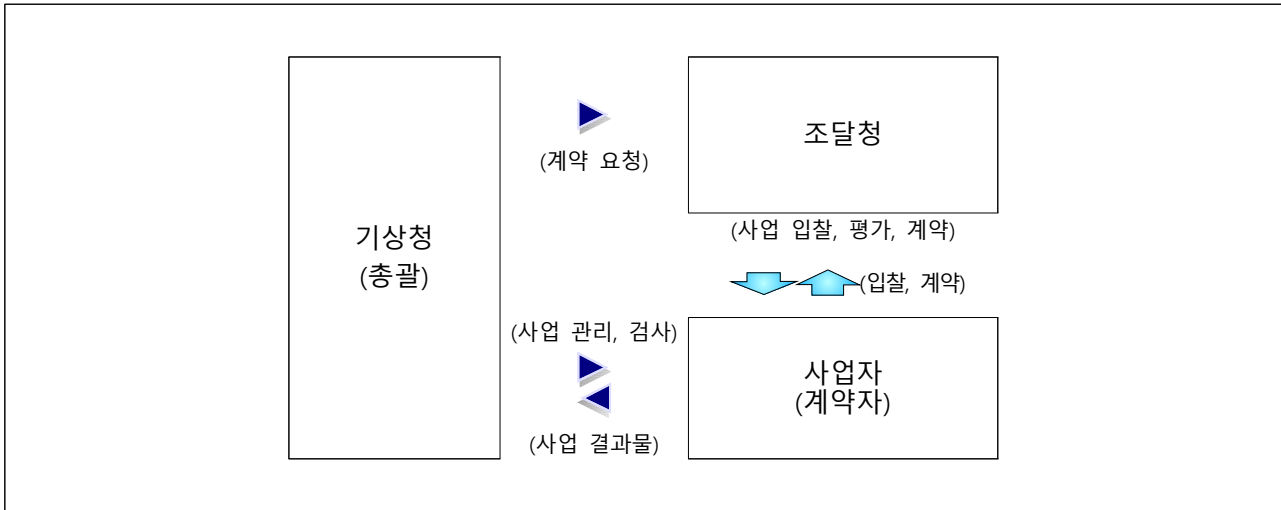 기상청
(총괄)
(계약 요청)
조달청
(사업 입찰, 평가, 계약)
(입찰, 계약)
(사업 관리, 검사)
(사업 결과물)
사업자
(계약자)